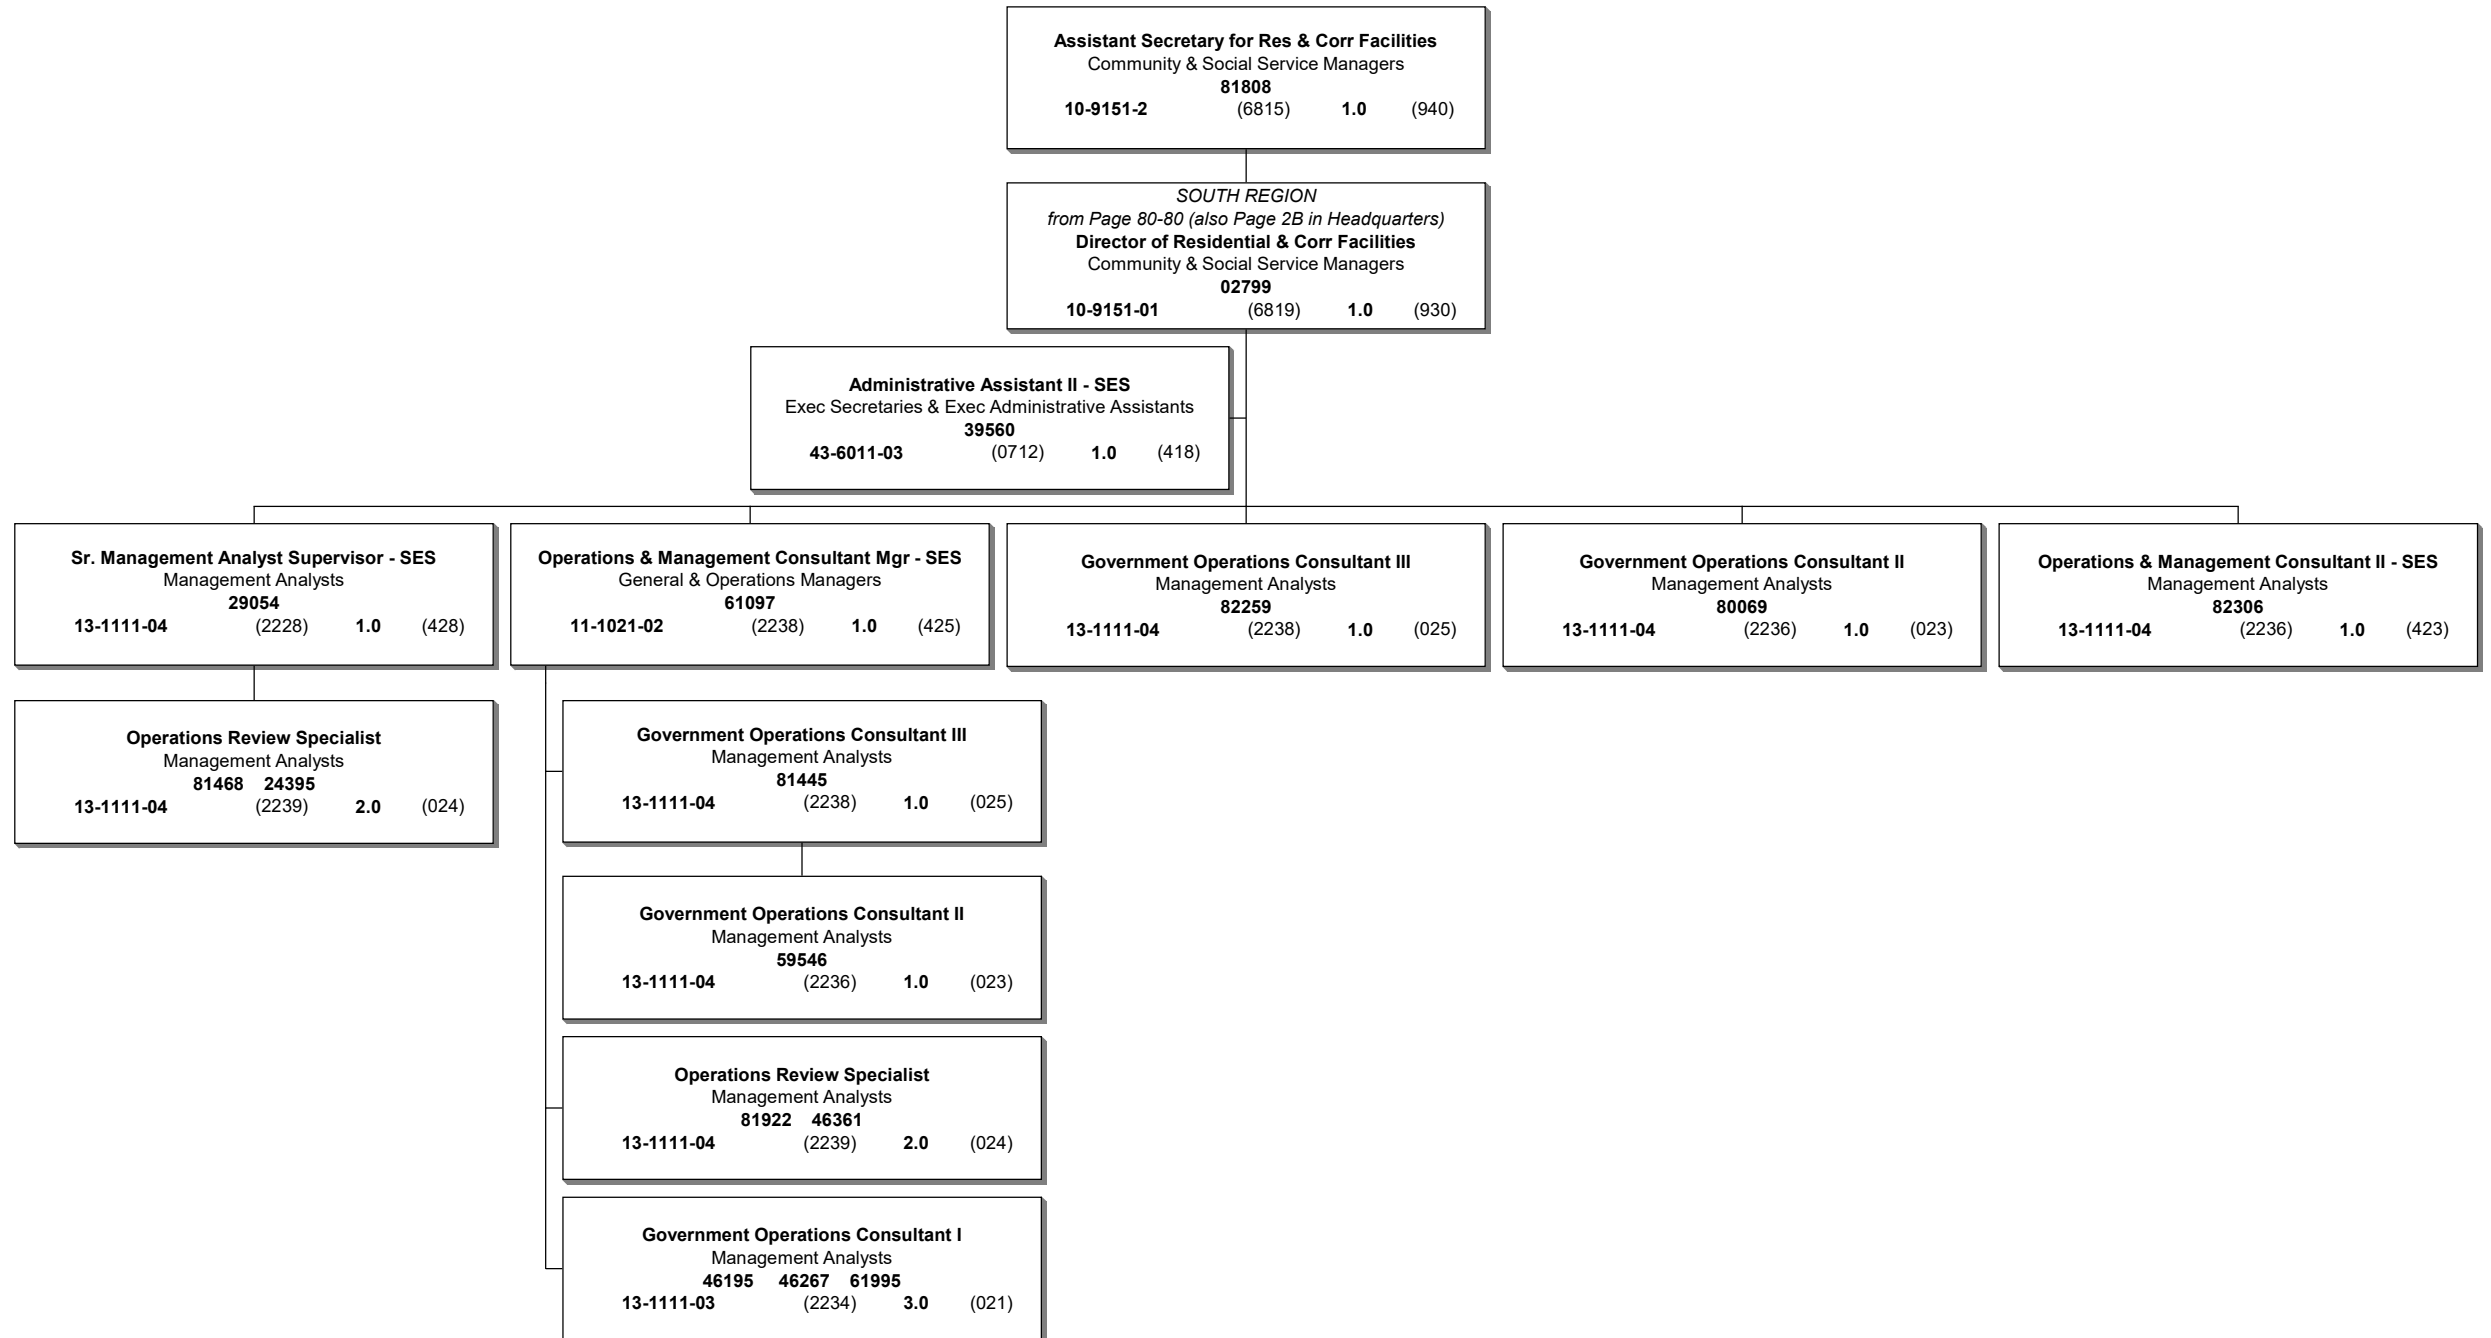 Assistant Secretary for Res & Corr Facilities
Community & Social Service Managers
81808
10-9151-2 (6815) 1.0 (940)
SOUTH REGION
from Page 80-80 (also Page 2B in Headquarters)
Director of Residential & Corr Facilities
Community & Social Service Managers
02799
10-9151-01 (6819) 1.0 (930)
Administrative Assistant II - SES
Exec Secretaries & Exec Administrative Assistants
39560
43-6011-03 (0712) 1.0 (418)
Sr. Management Analyst Supervisor - SES
Management Analysts
29054
13-1111-04 (2228) 1.0 (428)
Operations & Management Consultant Mgr - SES
General & Operations Managers
61097
11-1021-02 (2238) 1.0 (425)
Government Operations Consultant III
Management Analysts
82259
13-1111-04 (2238) 1.0 (025)
Government Operations Consultant II
Management Analysts
80069
13-1111-04 (2236) 1.0 (023)
Operations & Management Consultant II - SES
Management Analysts
82306
13-1111-04 (2236) 1.0 (423)
Operations Review Specialist
Management Analysts
81468 24395
13-1111-04 (2239) 2.0 (024)
Government Operations Consultant III
Management Analysts
81445
13-1111-04 (2238) 1.0 (025)
Government Operations Consultant II
Management Analysts
59546
13-1111-04 (2236) 1.0 (023)
Operations Review Specialist
Management Analysts
81922 46361
13-1111-04 (2239) 2.0 (024)
Government Operations Consultant I
Management Analysts
46195 46267 61995
13-1111-03 (2234) 3.0 (021)